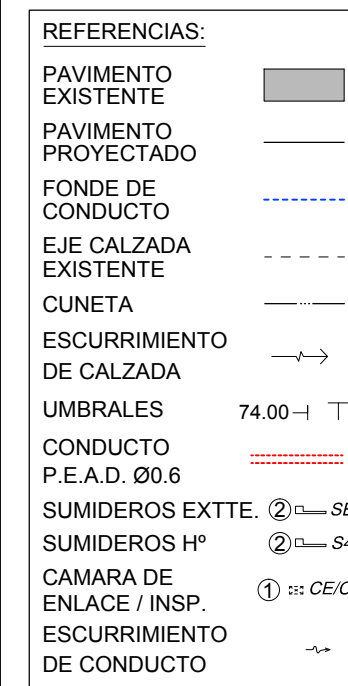 REFERENCIAS:
PAVIMENTO
EXISTENTE
PAVIMENTO
PROYECTADO
FONDE DE
CONDUCTO
EJE CALZADA
EXISTENTE
CUNETA
ESCURRIMIENTO
DE CALZADA
UMBRALES 74.00
CONDUCTO
P.E.A.D. Ø0.6
SUMIDEROS EXTTE. 2
SUMIDEROS Hº 2
CAMARA DE
ENLACE / INSP. 1
ESCURRIMIENTO
DE CONDUCTO